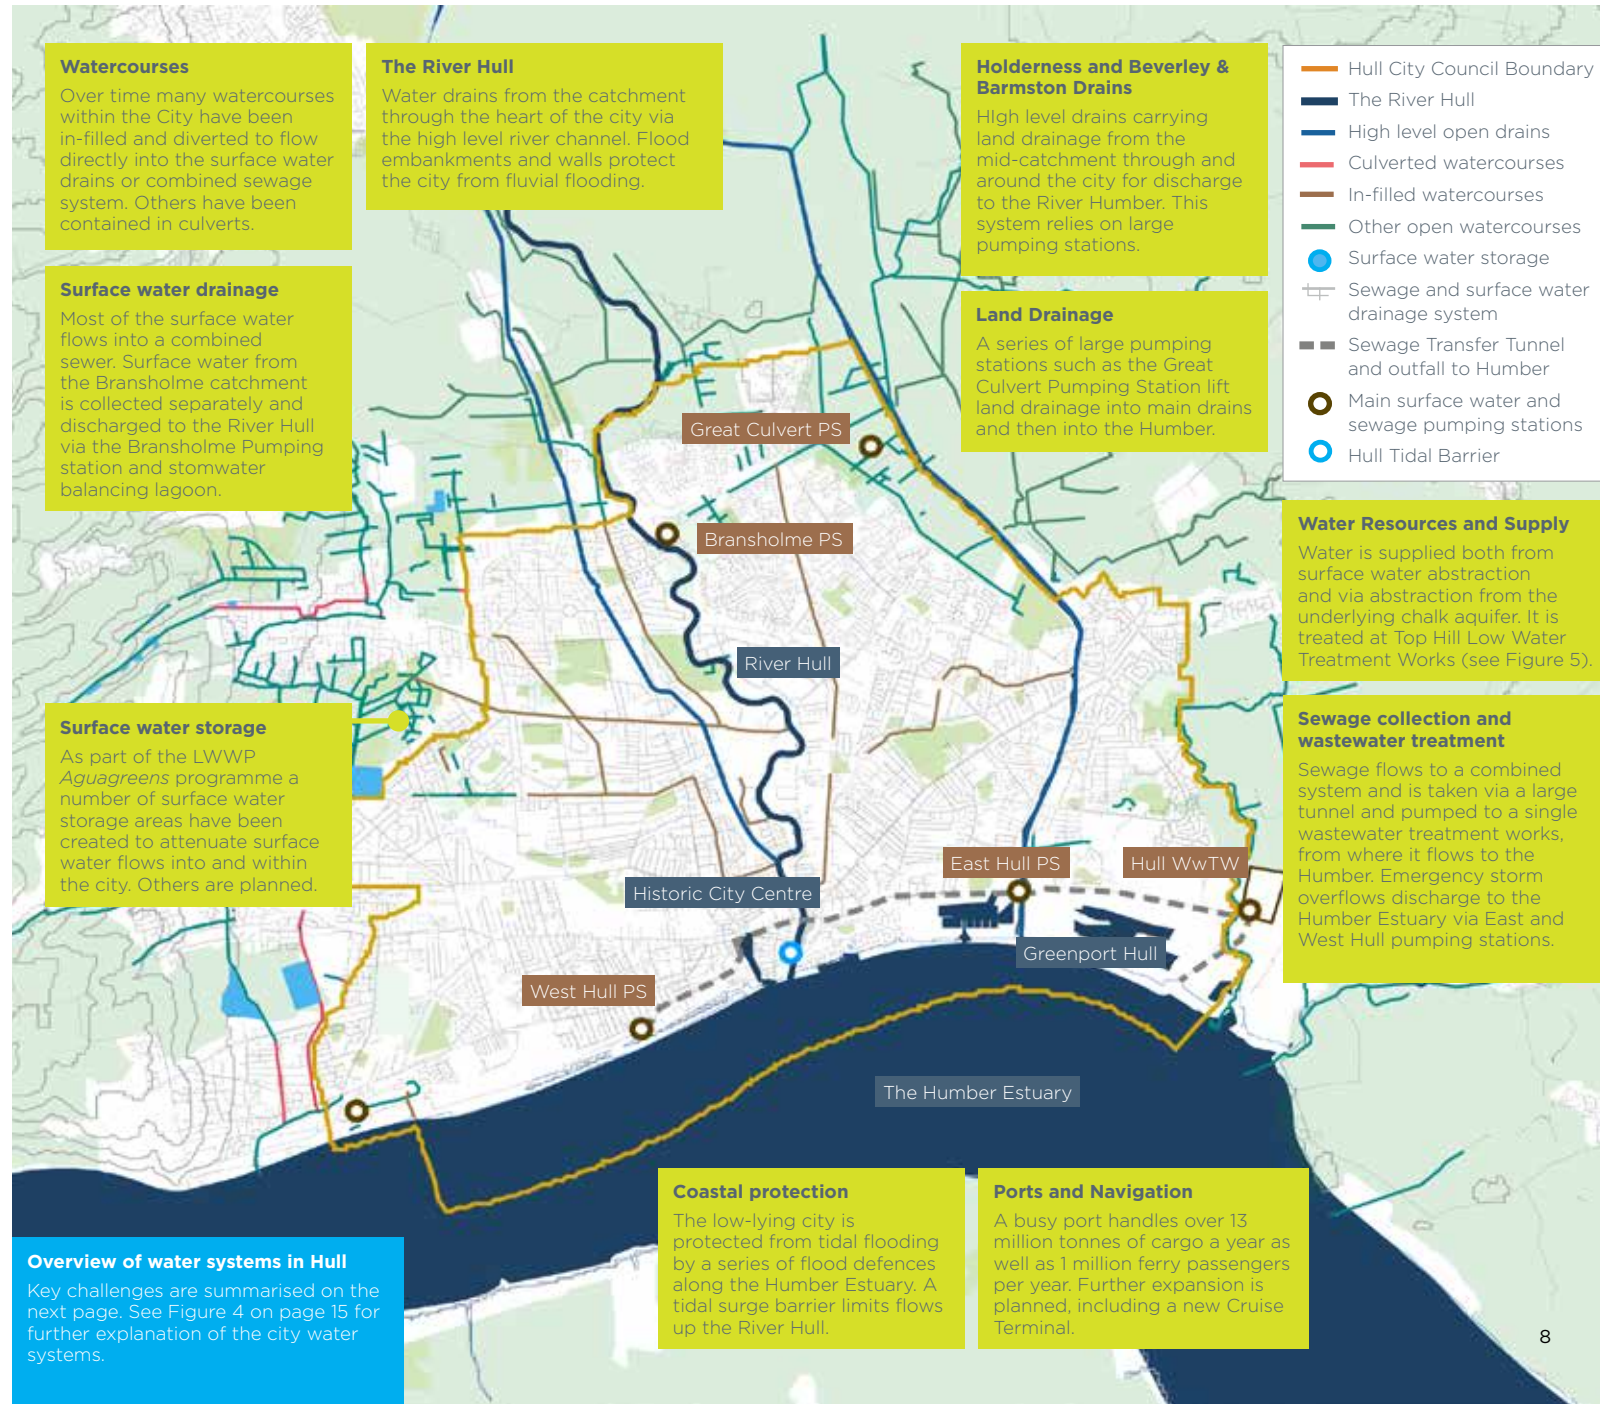 Watercourses
Over time many watercourses
within the City have been
in-filled and diverted to flow
directly into the surface water
drains or combined sewage
system. Others have been
contained in culverts.
The River Hull
Water drains from the catchment
through the heart of the city via
the high level river channel. Flood
embankments and walls protect
the city from fluvial flooding.
Holderness and Beverley &
Barmston Drains
HIgh level drains carrying
land drainage from the
mid-catchment through and
around the city for discharge
to the River Humber. This
system relies on large
pumping stations.
Hull City Council Boundary
The River Hull
High level open drains
Culverted watercourses
In-filled watercourses
Other open watercourses
Surface water storage
Sewage and surface water
drainage system
Sewage Transfer Tunnel
and outfall to Humber
Main surface water and
sewage pumping stations
Hull Tidal Barrier
Surface water drainage
Most of the surface water
flows into a combined
sewer. Surface water from
the Bransholme catchment
is collected separately and
discharged to the River Hull
via the Bransholme Pumping
station and stomwater
balancing lagoon.
Land Drainage
A series of large pumping
stations such as the Great
Culvert Pumping Station lift
land drainage into main drains
and then into the Humber.
Great Culvert PS
Bransholme PS
River Hull
Water Resources and Supply
Water is supplied both from
surface water abstraction
and via abstraction from the
underlying chalk aquifer. It is
treated at Top Hill Low Water
Treatment Works (see Figure 5).
Surface water storage
As part of the LWWP
Aguagreens programme a
number of surface water
storage areas have been
created to attenuate surface
water flows into and within
the city. Others are planned.
Sewage collection and
wastewater treatment
Sewage flows to a combined
system and is taken via a large
tunnel and pumped to a single
wastewater treatment works,
from where it flows to the
Humber. Emergency storm
overflows discharge to the
Humber Estuary via East and
West Hull pumping stations.
East Hull PS
Hull WwTW
Historic City Centre
Greenport Hull
West Hull PS
The Humber Estuary
Coastal protection
The low-lying city is
protected from tidal flooding
by a series of flood defences
along the Humber Estuary. A
tidal surge barrier limits flows
up the River Hull.
Ports and Navigation
A busy port handles over 13
million tonnes of cargo a year as
well as 1 million ferry passengers
per year. Further expansion is
planned, including a new Cruise
Terminal.
Overview of water systems in Hull
Key challenges are summarised on the
next page. See Figure 4 on page 15 for
further explanation of the city water
systems.
8